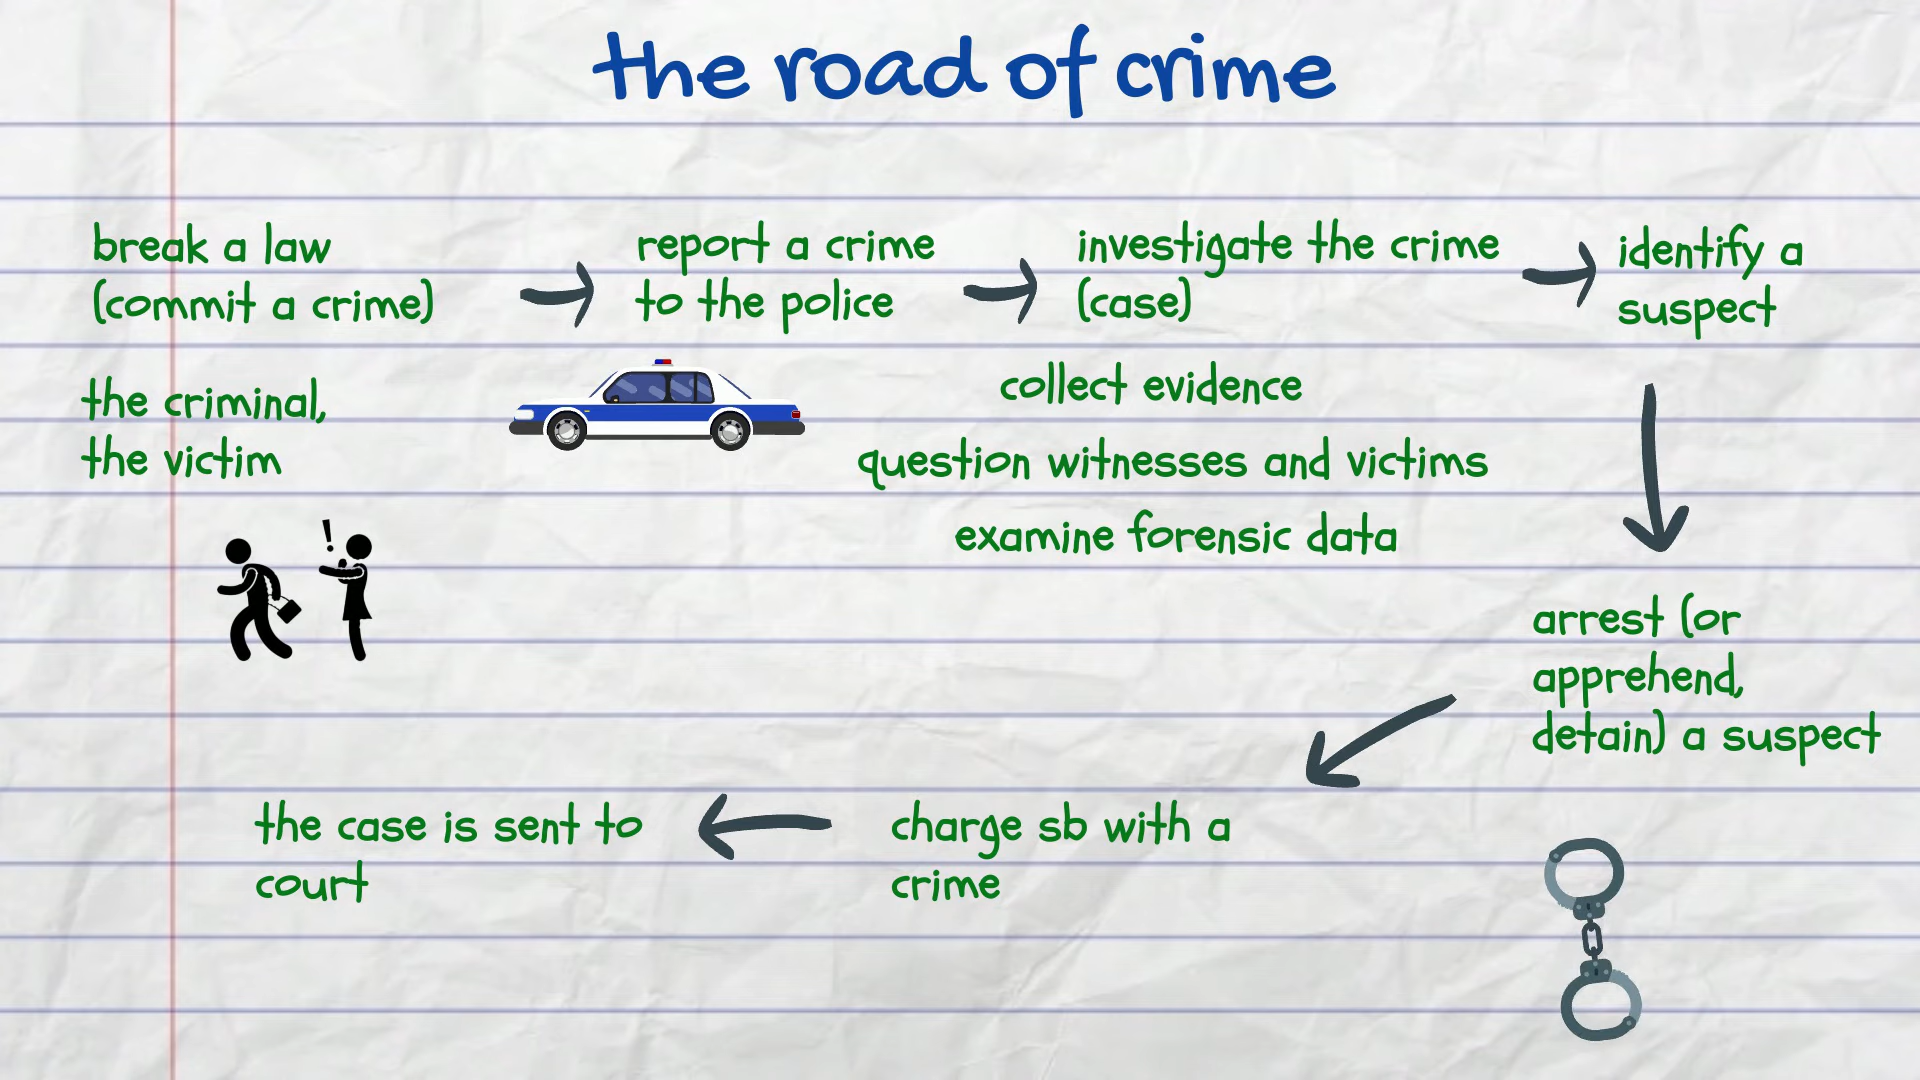 the road of crime
break a law
(commit a crime)
report a crime
to the police
investigate the crime
(case)
identify a
suspect
the criminal,
the victim
collect evidence
question witnesses and victims
examine forensic data
!
arrest (or
apprehend,
detain) a suspect
charge sb with a
crime
the case is sent to
court